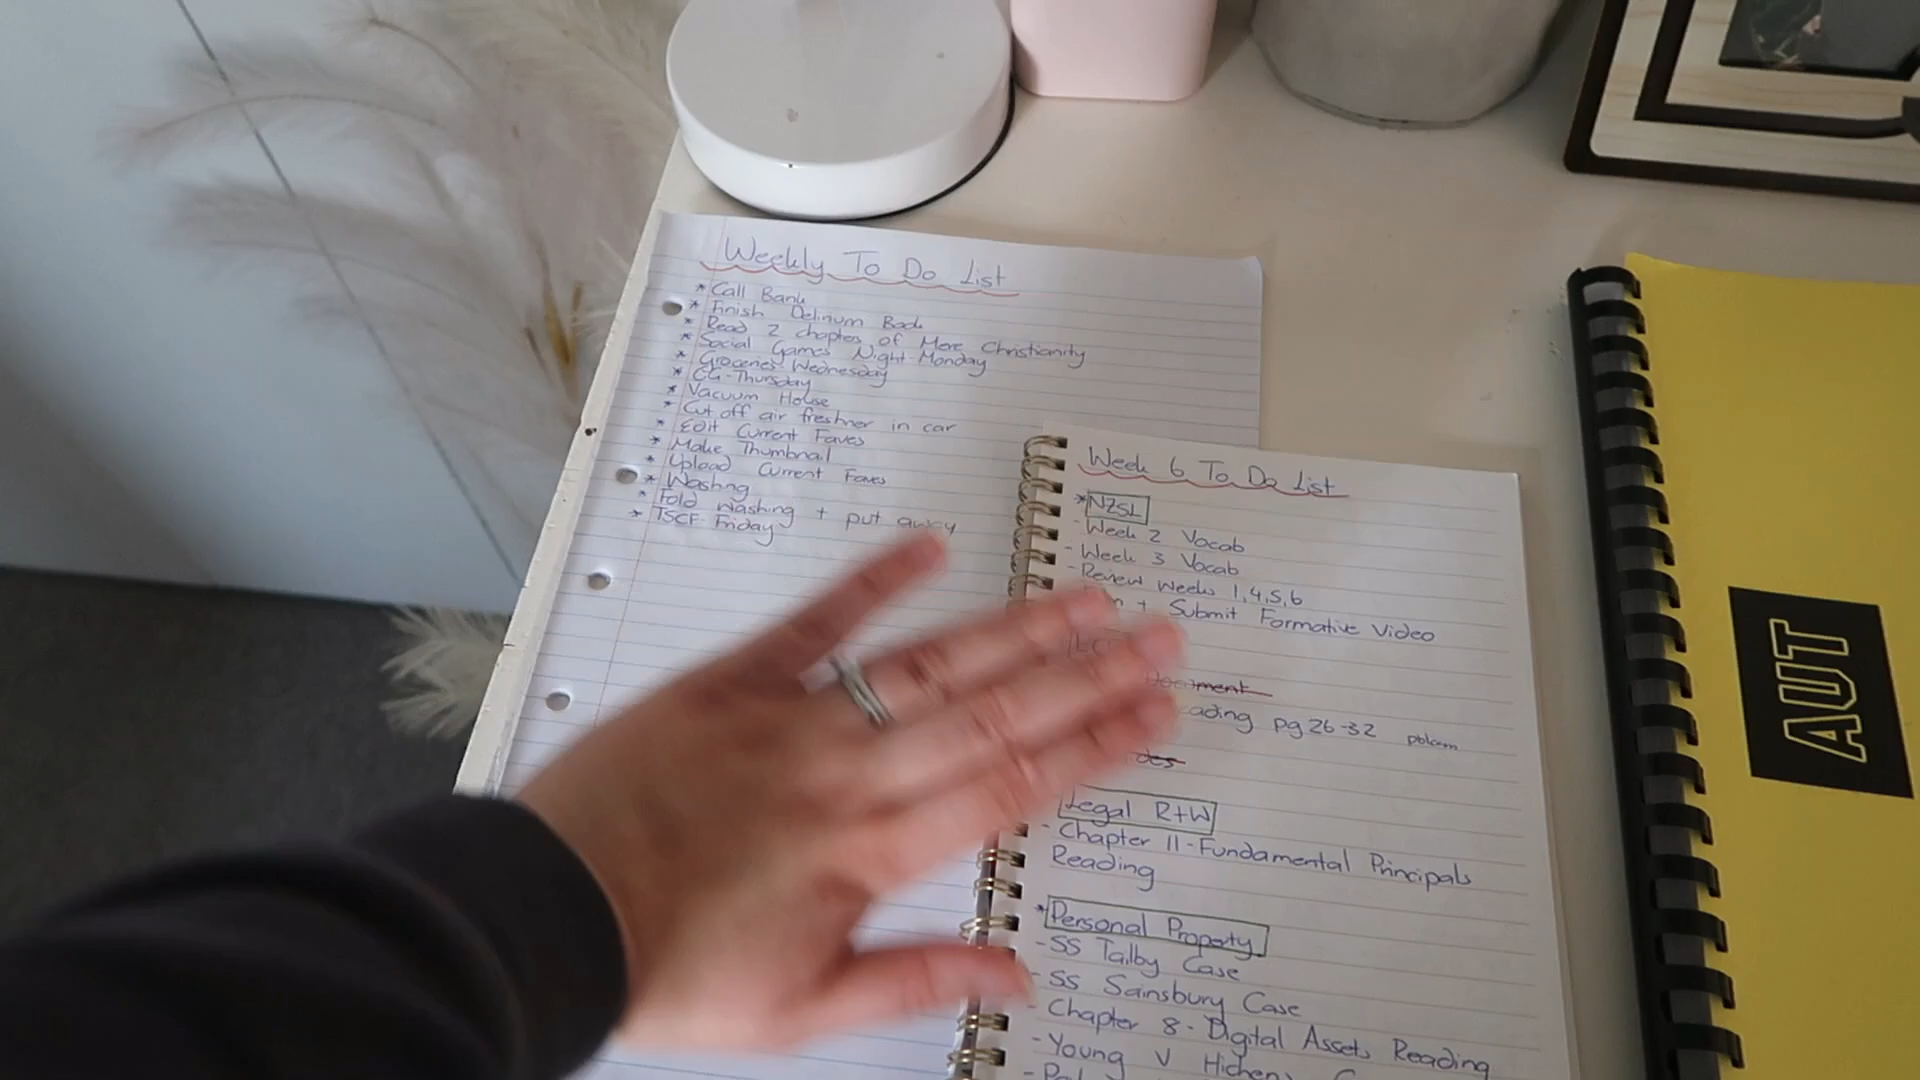 Weekly To Do List
* Call Bank
* Finish Delirium Book
* Read 2 chapters of Mere Christianity
* Social Games Night-Monday
* Groceries-Wednesday
* CG-Thursday
* Vacuum House
* Cut off air freshner in car
* Edit Current Faves
* Make Thumbnail
* Upload Current Faves
* Washing
* Fold washing + put away
* TSCF-Friday
Week 6 To Do List
* NZSL
- Week 2 Vocab
- Week 3 Vocab
- Review Weeks 1,4,5,6
+ Submit Formative Video
Document
pg 26-32
* Legal R+W
- Chapter 11-Fundamental Principals
Reading
* Personal Property
- SS Tailby Case
- SS Sainsbury Case
- Chapter 8-Digital Assets Reading
- Young V
AUT